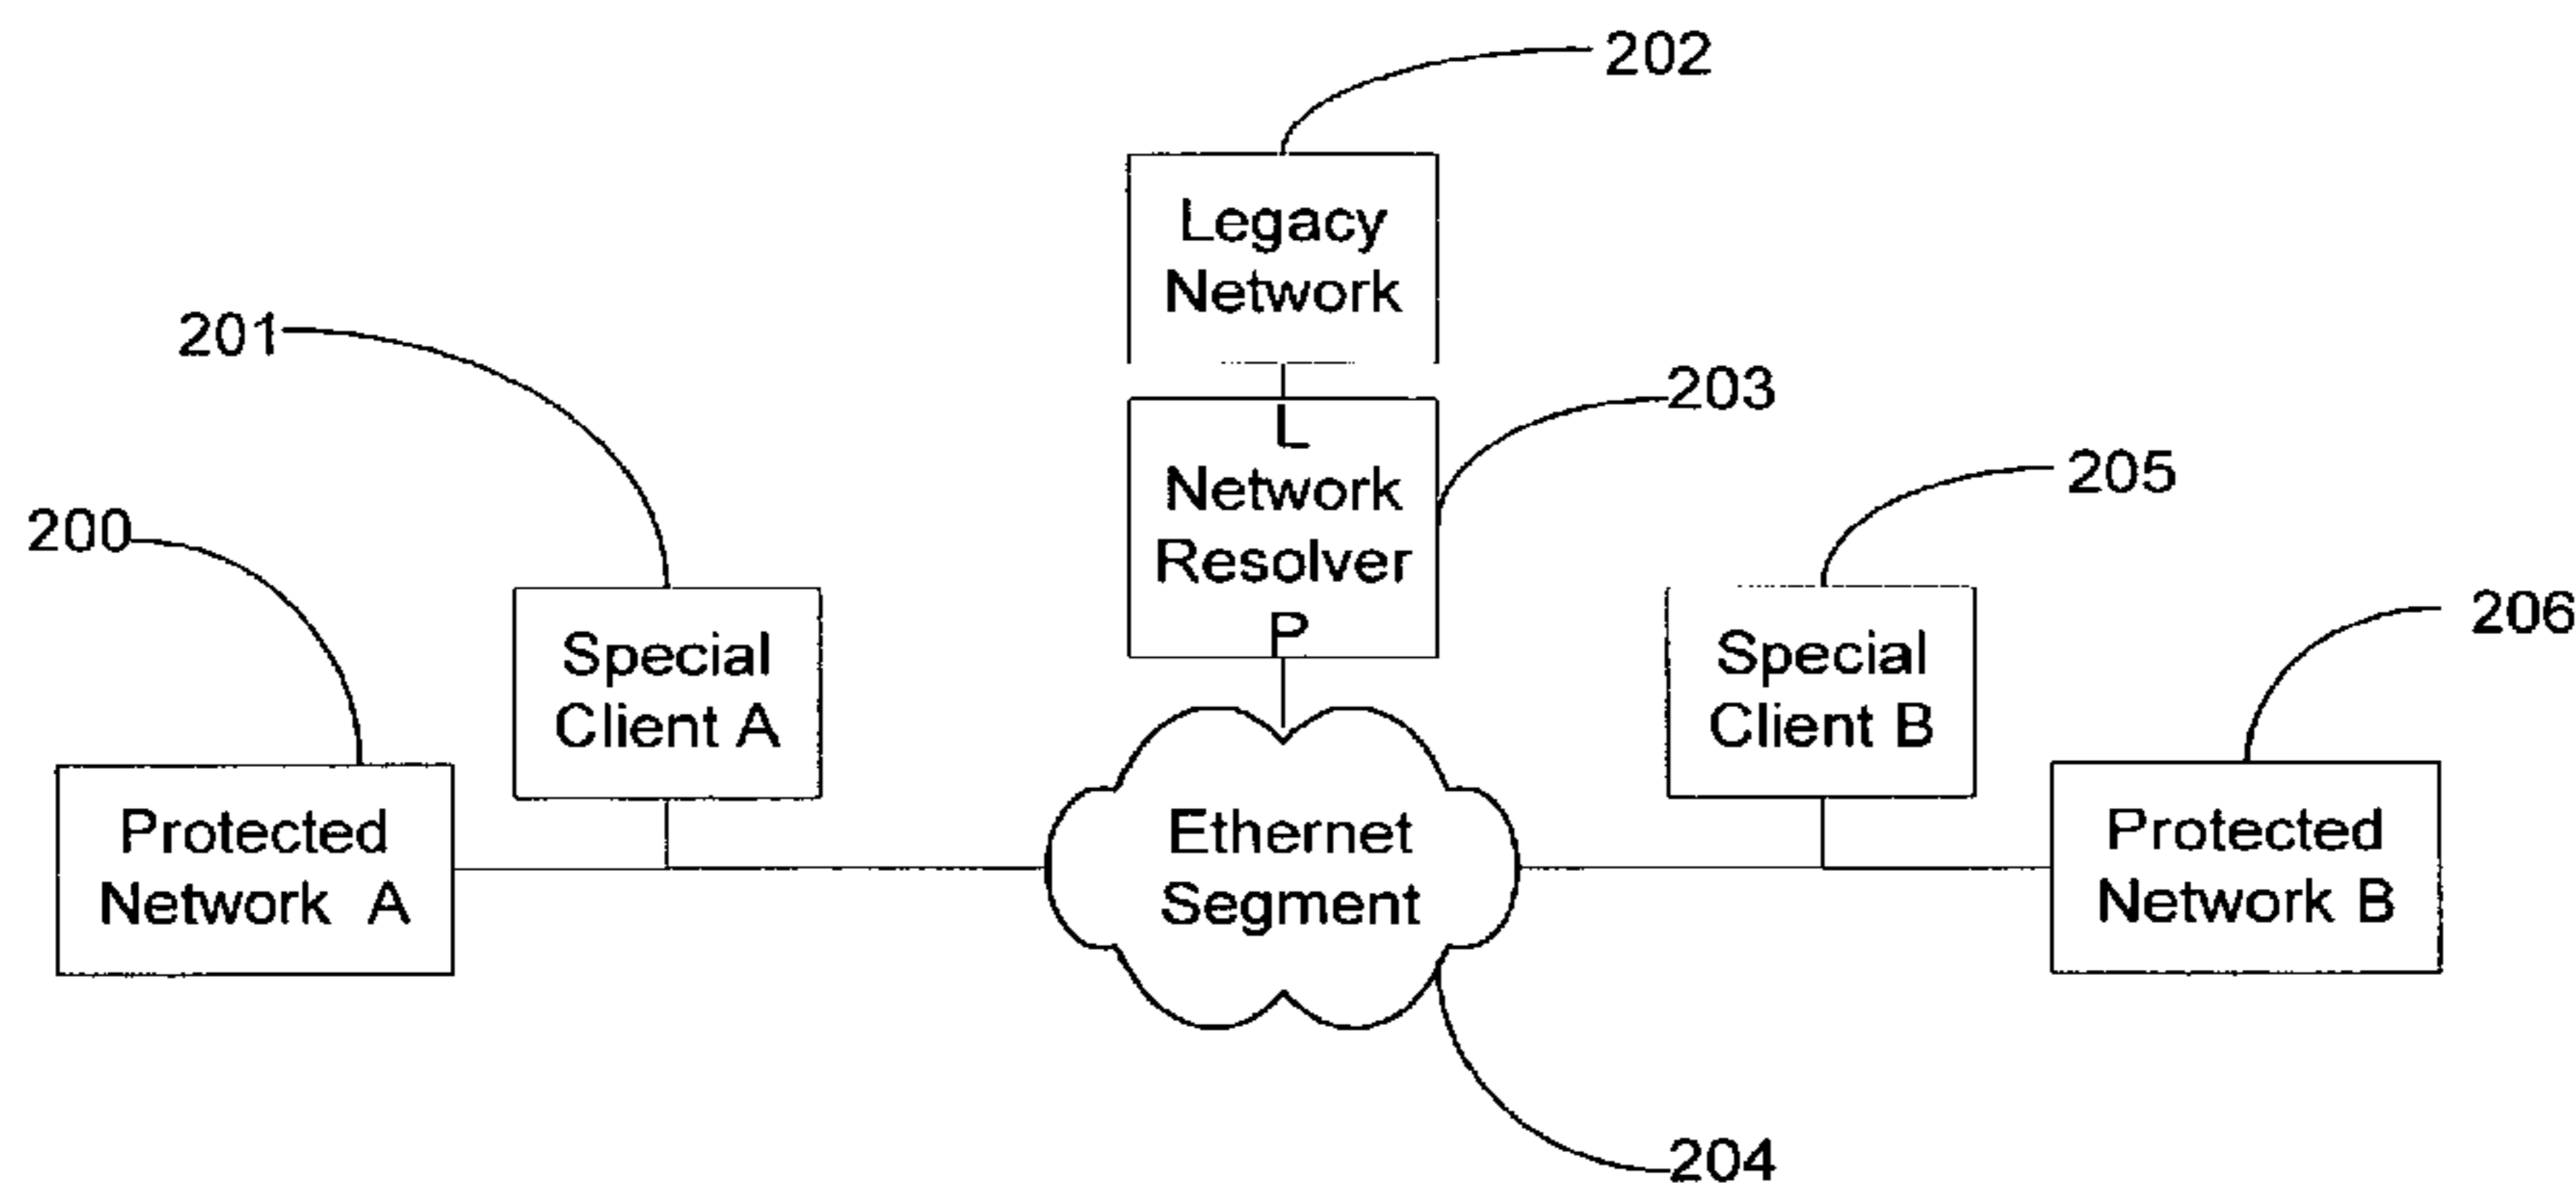 202
Legacy
Network
201
203
L
Network
Resolver
P
205
200
206
Special
Client A
Special
Client B
Protected
Network A
Ethernet
Segment
Protected
Network B
204